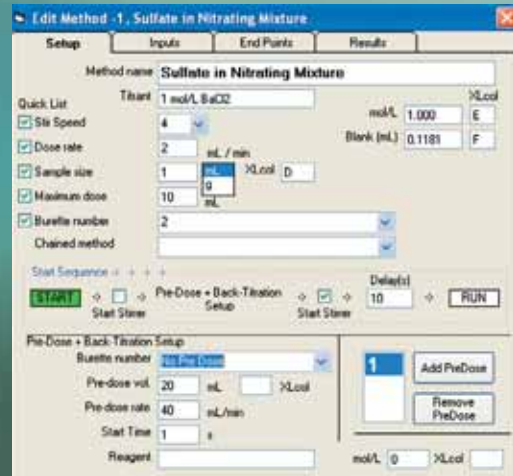 Edit Method -1, Sulfate in Nitrating Mixture
Setup Inputs End Points Results
Method name Sulfate in Nitrating Mixture
Titrant 1 mol/L BaCl2 XLcol
Quick List mol/L 1.000 E
Stir Speed 4 Blank (mL) 0.1181 F
Dose rate 2 mL / min
Sample size 1 mL XLcol D
g
Maximum dose 10 mL
Burette number 2
Chained method
Start Sequence
Delay(s)
START Pre-Dose + Back-Titration 10 RUN
Start Stirrer Setup Start Stirrer
Pre-Dose + Back-Titration Setup
Burette number No Pre Dose 1 Add PreDose
Pre-dose vol. 20 mL XLcol
Pre-dose rate 40 mL/min Remove PreDose
Start Time 1 s
Reagent mol/L 0 XLcol